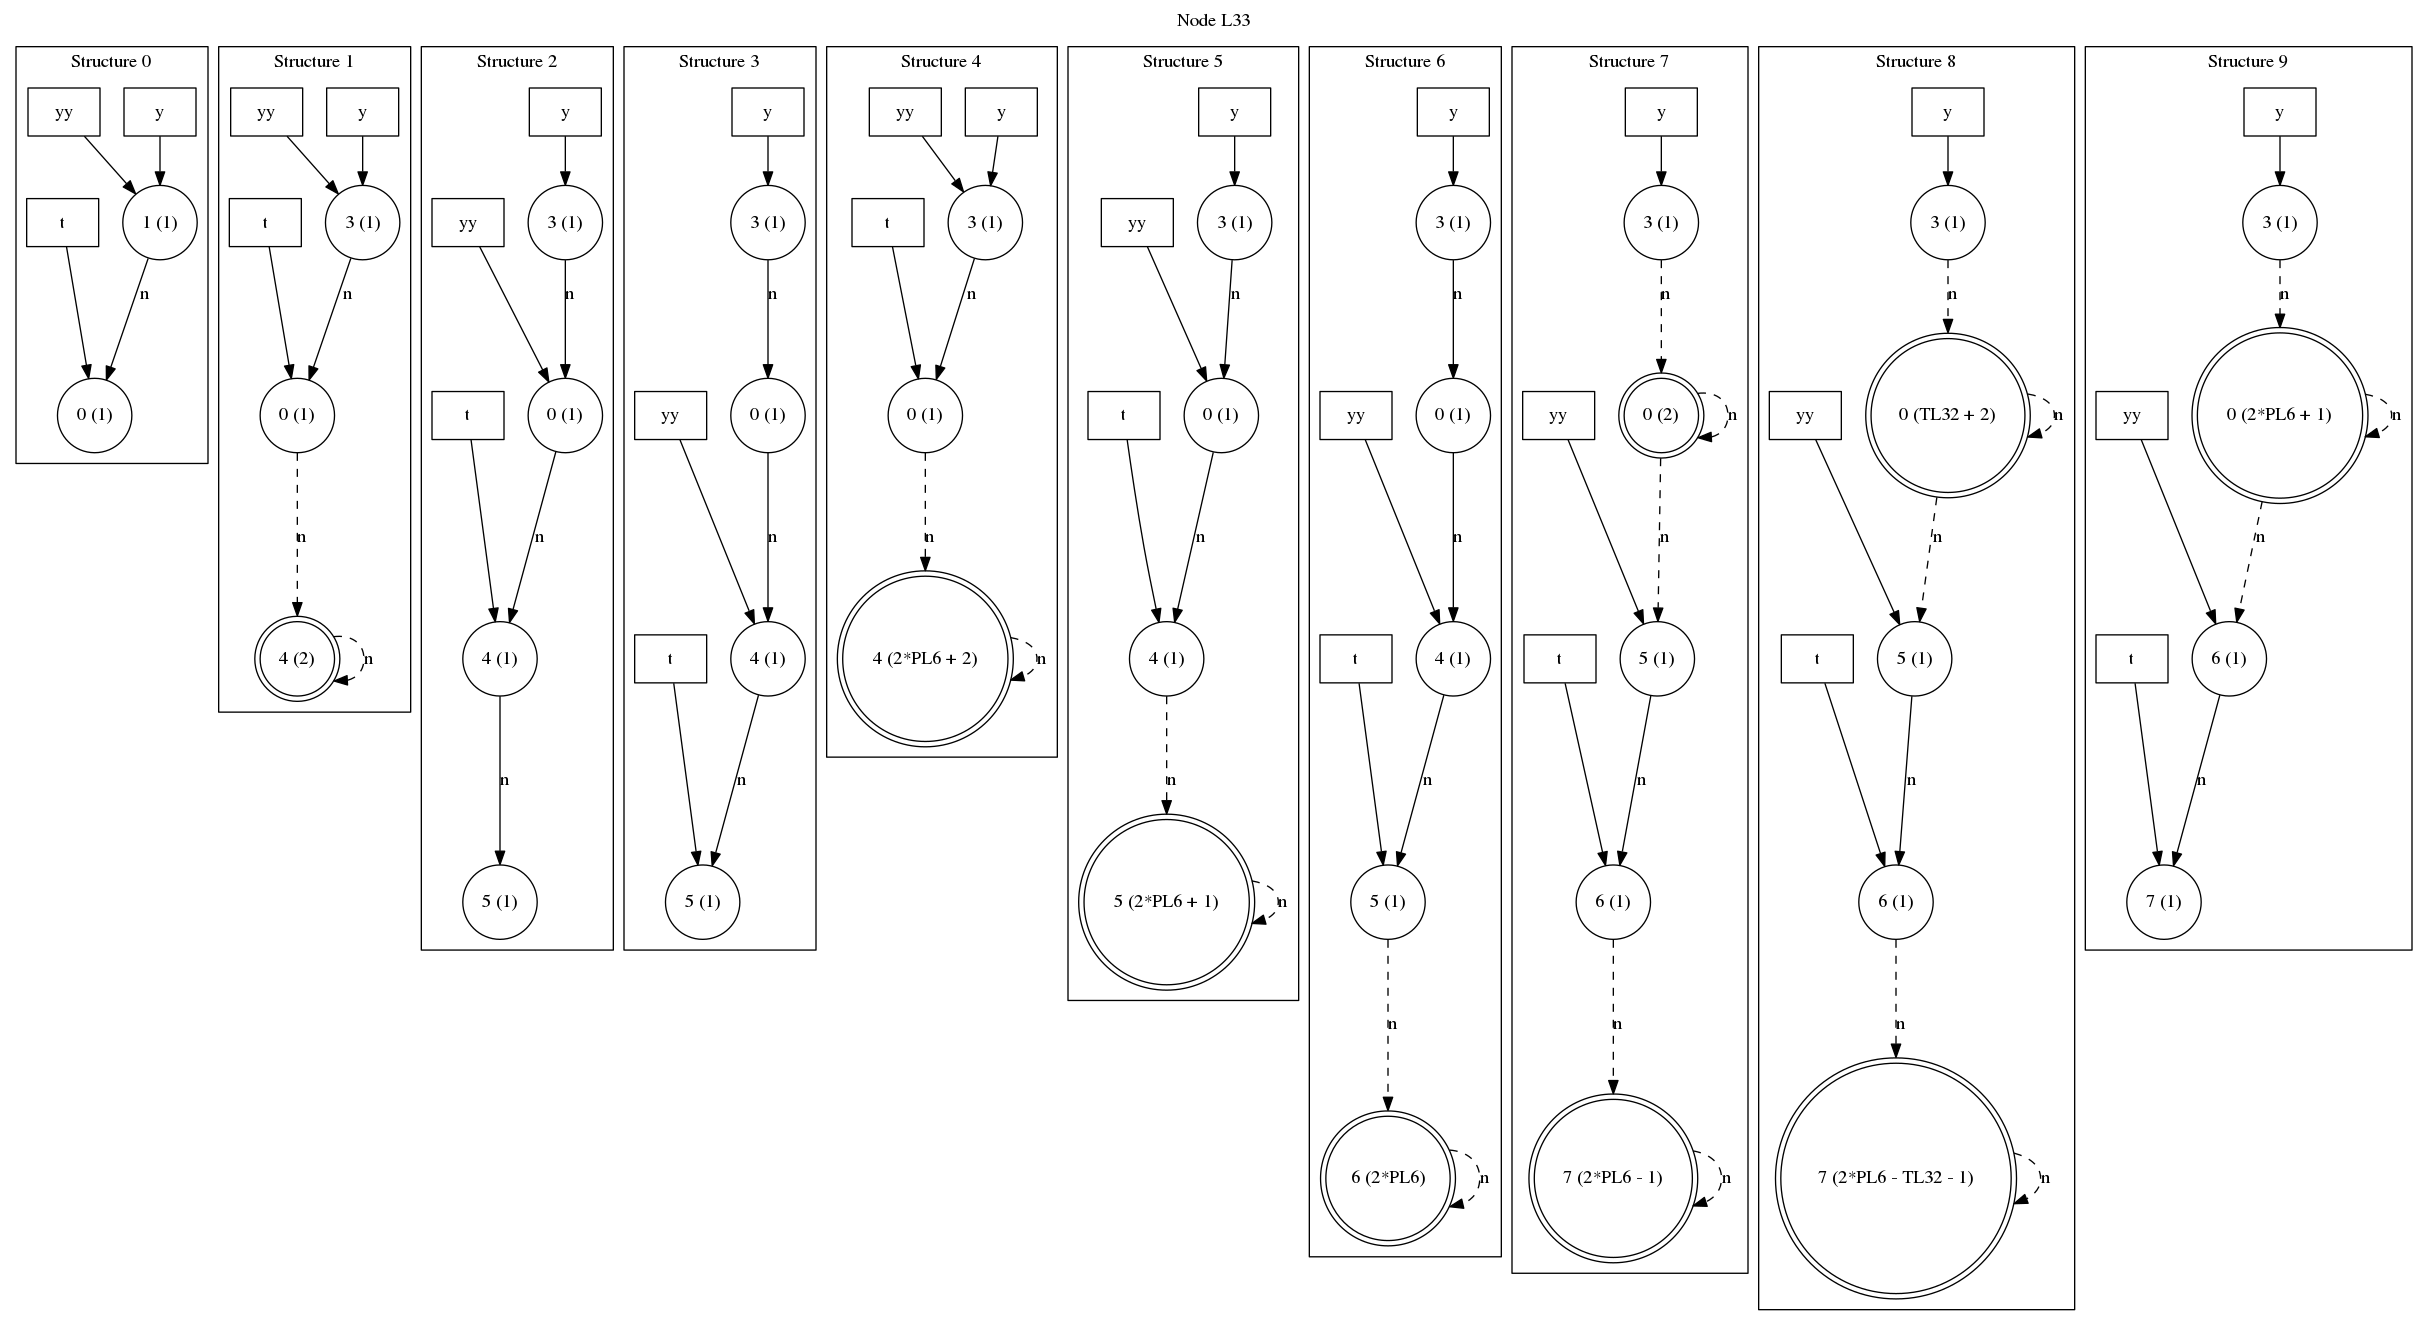 Node L33
Structure 0
yy
y
t
1 (1)
n
0 (1)
Structure 1
yy
y
t
3 (1)
n
0 (1)
n
4 (2)
n
Structure 2
y
yy
3 (1)
n
t
0 (1)
n
4 (1)
n
5 (1)
Structure 3
y
3 (1)
n
yy
0 (1)
n
t
4 (1)
n
5 (1)
Structure 4
yy
y
t
3 (1)
n
0 (1)
n
4 (2*PL6 + 2)
n
Structure 5
y
yy
3 (1)
n
t
0 (1)
n
4 (1)
n
5 (2*PL6 + 1)
n
Structure 6
y
3 (1)
n
yy
0 (1)
n
t
4 (1)
n
5 (1)
n
6 (2*PL6)
n
Structure 7
y
3 (1)
n
yy
0 (2)
n
n
t
5 (1)
n
6 (1)
n
7 (2*PL6 - 1)
n
Structure 8
y
3 (1)
n
yy
0 (TL32 + 2)
n
n
t
5 (1)
n
6 (1)
n
7 (2*PL6 - TL32 - 1)
n
Structure 9
y
3 (1)
n
yy
0 (2*PL6 + 1)
n
n
t
6 (1)
n
7 (1)